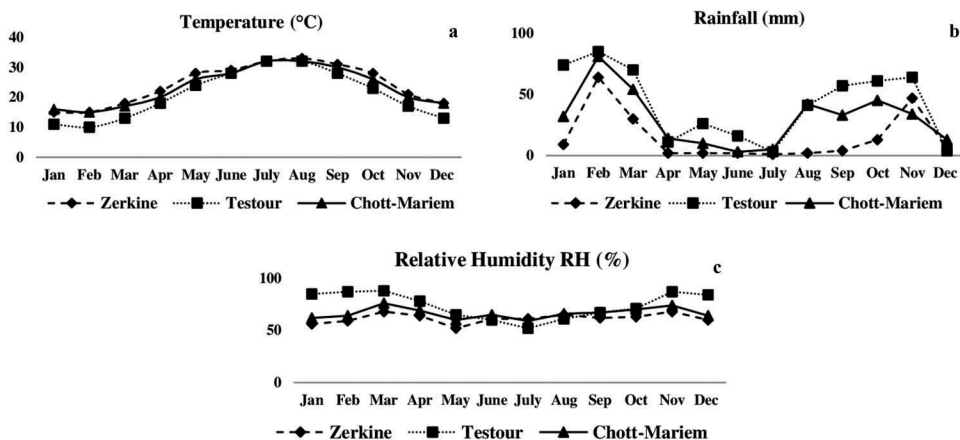 Temperature (°C)
a
40
30
20
10
0
Jan Feb Mar Apr May June July Aug Sep Oct Nov Dec
Zerkine Testour Chott-Mariem
Rainfall (mm)
b
100
50
0
Jan Feb Mar Apr May June July Aug Sep Oct Nov Dec
Zerkine Testour Chott-Mariem
Relative Humidity RH (%)
c
100
50
0
Jan Feb Mar Apr May June July Aug Sep Oct Nov Dec
Zerkine Testour Chott-Mariem